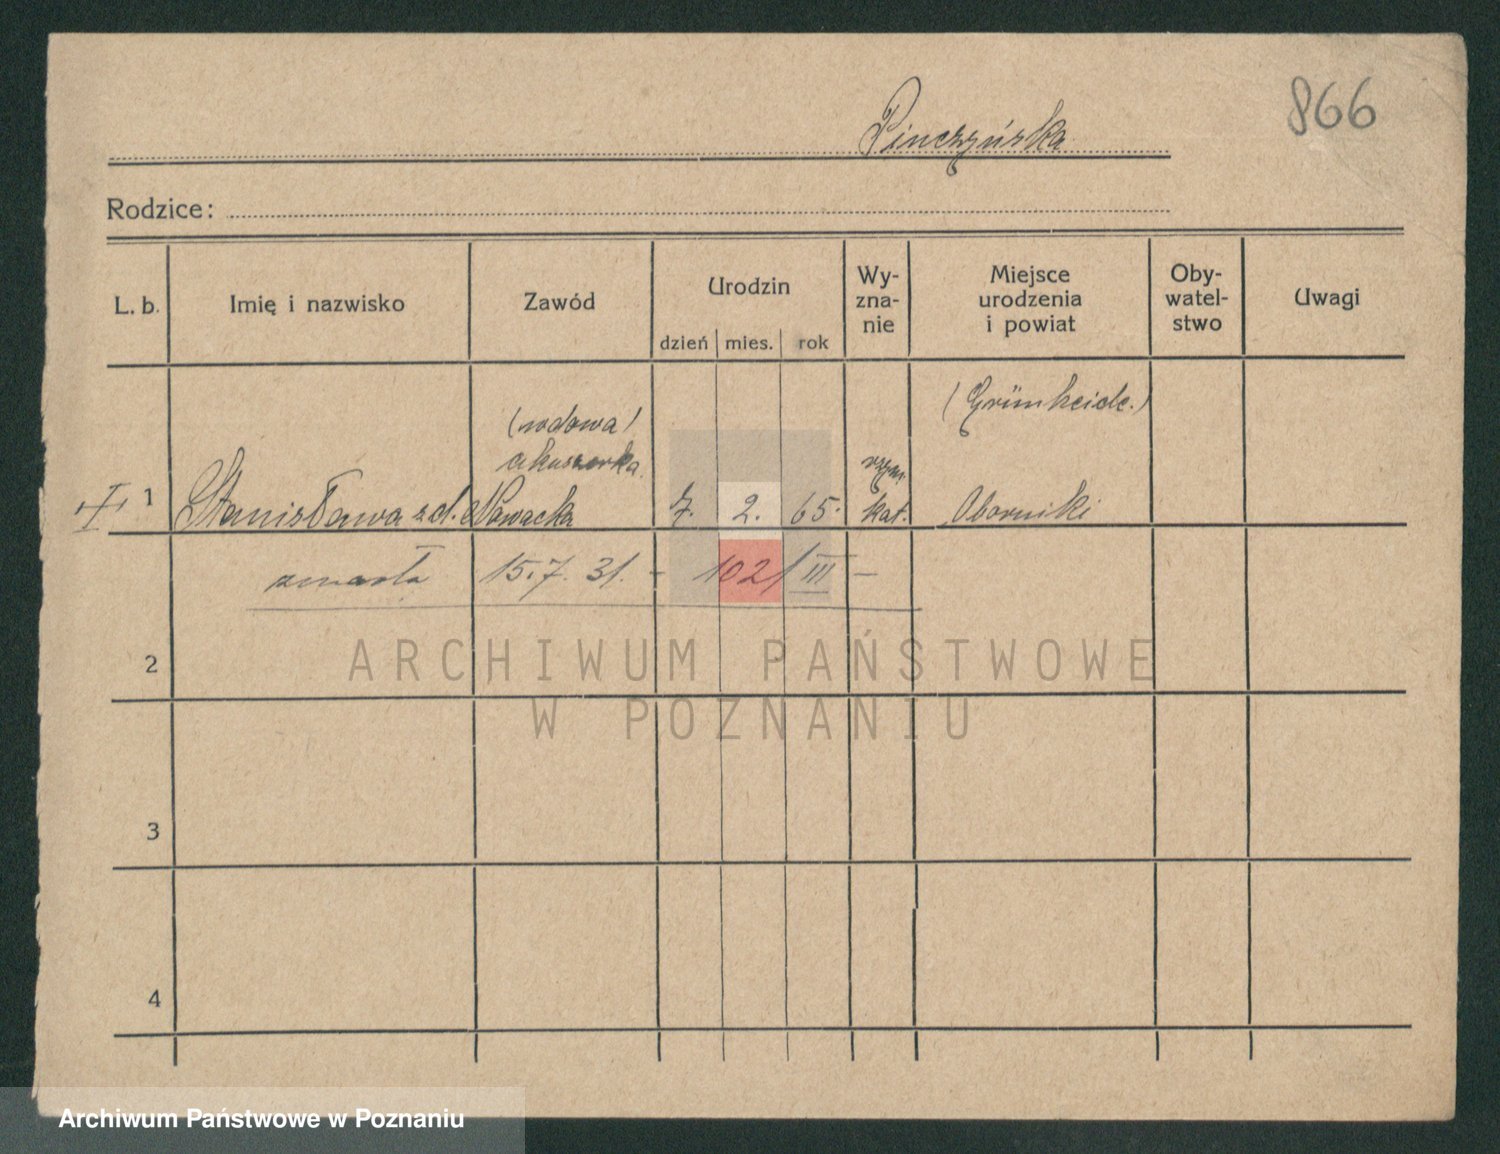 866
Pinczyńska
Rodzice:
L. b.
Imię i nazwisko
Zawód
Urodzin
dzień mies. rok
Wy-
zna-
nie
Miejsce
urodzenia
i powiat
Oby-
watel-
stwo
Uwagi
(wdowa)
akuszerka
(Grünheide.)
1 Stanisława z d. Nowacka 7. 2. 65. rzym. kat. Oborniki
zmarła 15.7.31. - 102/III -
2
3
4
ARCHIWUM PAŃSTWOWE
W POZNANIU
Archiwum Państwowe w Poznaniu